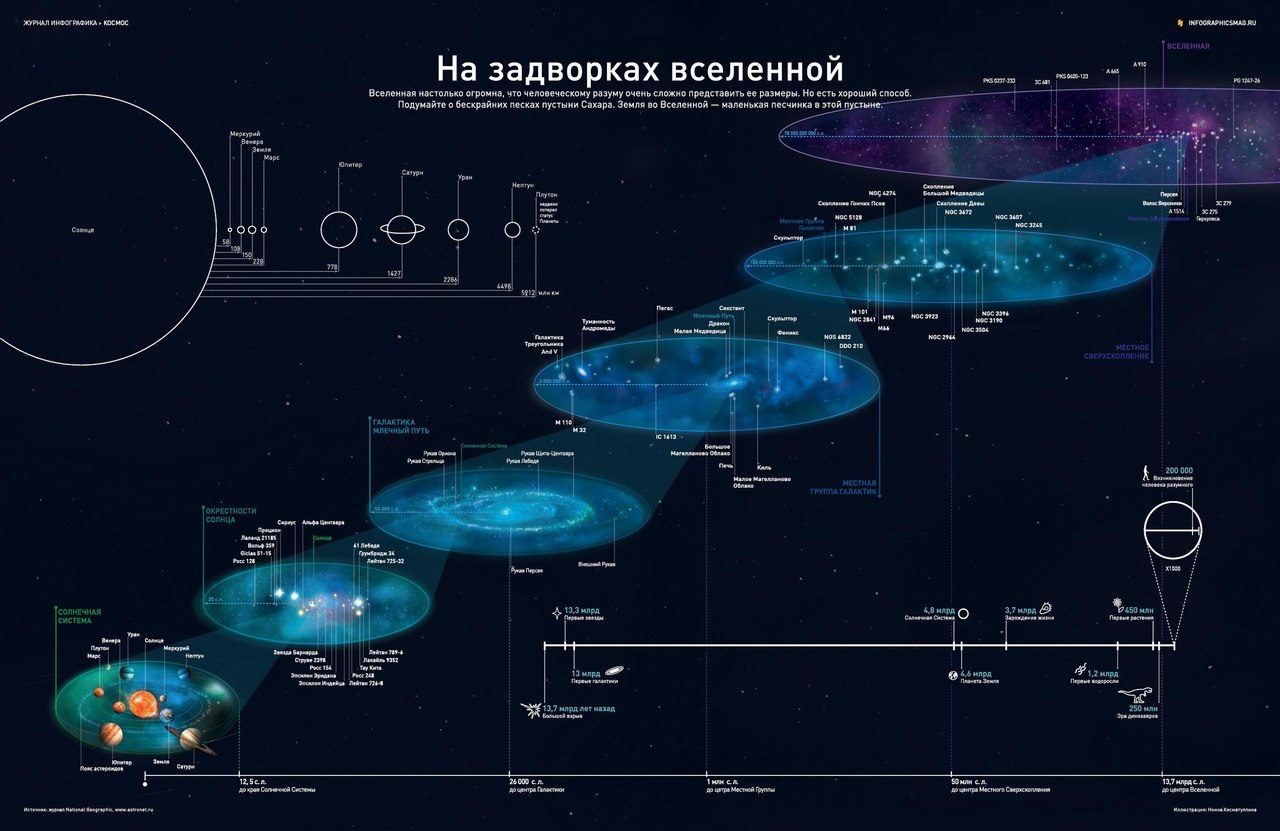 ЖУРНАЛ ИНФОГРАФИКА > КОСМОС
INFOGRAPHICSMAG.RU
На задворках вселенной
Вселенная настолько огромна, что человеческому разуму очень сложно представить ее размеры. Но есть хороший способ.
Подумайте о бескрайних песках пустыни Сахара. Земля во Вселенной — маленькая песчинка в этой пустыне.
Солнце
Меркурий
Венера
Земля
Марс
Юпитер
Сатурн
Уран
Нептун
Плутон
недавно
потерял
статус
Планеты
58
108
150
228
778
1427
2286
4498
5912 млн км
ВСЕЛЕННАЯ
PKS 0237-233
3C 681
PKS 0405-123
A 665
A 910
PG 1247-26
78 000 000 000 с.л.
Персея
Волос Вероники
A 1514
3C 275
Геркулеса
3C 279
Скопление
Большой Медведицы
NGC 4274
Скопление Гончих Псов
Скопление Девы
NGC 3672
NGC 5128
M 81
NGC 3607
NGC 3245
Местная Группа
Галактик
Скульптор
M 101
NGC 2841
M96
M66
NGC 3923
NGC 2964
NGC 3396
NGC 3190
NGC 3504
МЕСТНОЕ
СВЕРХСКОПЛЕНИЕ
Пегас
Секстант
Млечный Путь
Дракон
Малая Медведица
Скульптор
Феникс
NGS 6822
DDO 210
Туманность
Андромеды
Галактика
Треугольника
And V
M 110
M 32
IC 1613
Большое
Магелланово Облако
Печь
Киль
Малое Магелланово
Облако
МЕСТНАЯ
ГРУППА ГАЛАКТИК
ГАЛАКТИКА
МЛЕЧНЫЙ ПУТЬ
Солнечная Система
Рукав Ориона
Рукав Стрельца
Рукав Щита-Центавра
Рукав Лебедя
Рукав Персея
Внешний Рукав
ОКРЕСТНОСТИ
СОЛНЦА
Сириус
Альфа Центавра
Процион
Лаланд 21185
Вольф 359
Giclas 51-15
Росс 128
Солнце
61 Лебедя
Грумбридж 34
Лейтан 725-32
20 с.л.
Звезда Барнарда
Струве 2398
Росс 154
Эпсилон Эридана
Эпсилон Индейца
Лейтан 789-6
Лакайль 9352
Тау Кита
Росс 248
Лейтан 726-8
СОЛНЕЧНАЯ
СИСТЕМА
Уран
Венера
Солнце
Плутон
Меркурий
Марс
Нептун
Юпитер
Пояс астероидов
Земля
Сатурн
200 000
Возникновение
человека разумного
X1000
13,3 млрд
Первые звезды
13 млрд
Первые галактики
13,7 млрд лет назад
Большой взрыв
4,8 млрд
Солнечная Система
4,6 млрд
Планета Земля
3,7 млрд
Зарождение жизни
450 млн
Первые растения
1,2 млрд
Первые водоросли
250 млн
Эра динозавров
12,5 с. л.
до края Солнечной Системы
26 000 с. л.
до центра Галактики
1 млн с. л.
до цетра Местной Группы
50 млн с. л.
до центра Местного Сверхскопления
13,7 млрд с. л.
до центра Вселенной
Источник: журнал National Geographic, www.astronet.ru
Иллюстрации: Нонна Хисматуллина